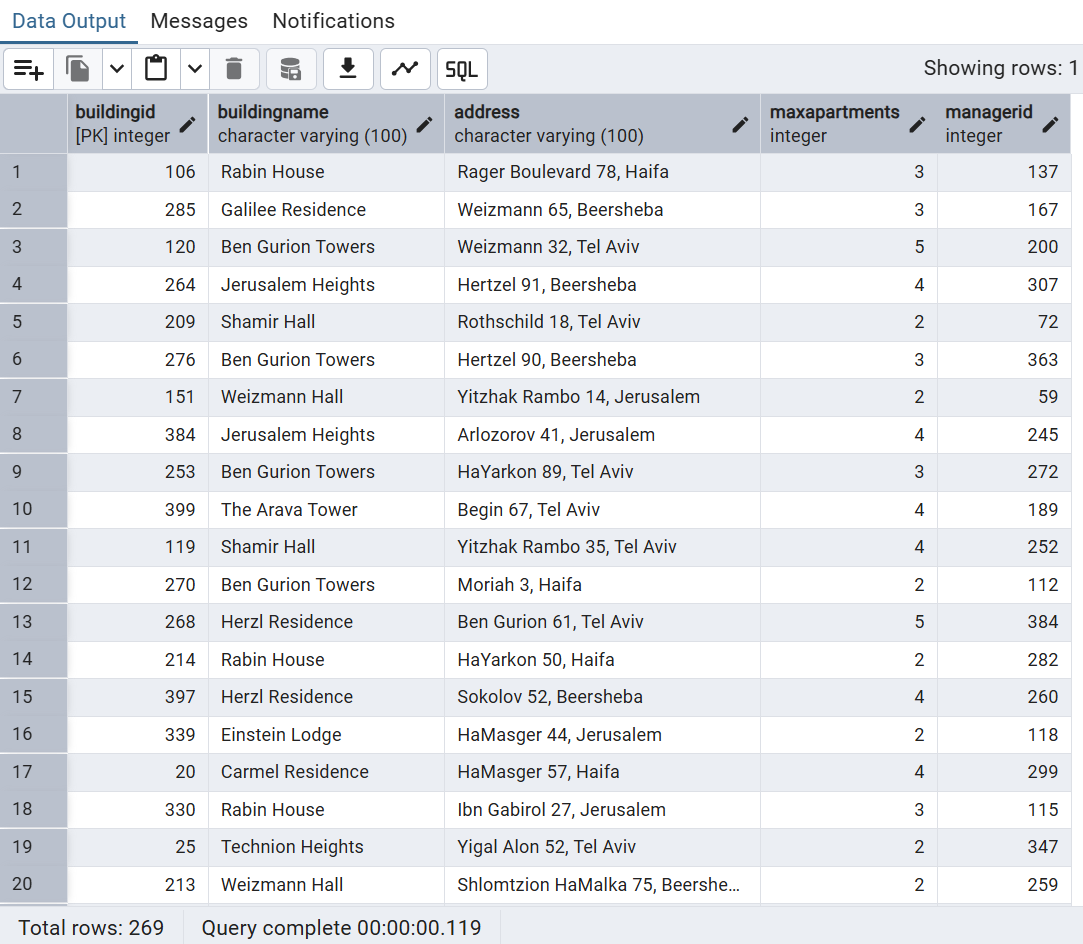 Data Output Messages Notifications
SQL Showing rows: 1
buildingid buildingname address maxapartments managerid
[PK] integer character varying (100) character varying (100) integer integer
1 106 Rabin House Rager Boulevard 78, Haifa 3 137
2 285 Galilee Residence Weizmann 65, Beersheba 3 167
3 120 Ben Gurion Towers Weizmann 32, Tel Aviv 5 200
4 264 Jerusalem Heights Hertzel 91, Beersheba 4 307
5 209 Shamir Hall Rothschild 18, Tel Aviv 2 72
6 276 Ben Gurion Towers Hertzel 90, Beersheba 3 363
7 151 Weizmann Hall Yitzhak Rambo 14, Jerusalem 2 59
8 384 Jerusalem Heights Arlozorov 41, Jerusalem 4 245
9 253 Ben Gurion Towers HaYarkon 89, Tel Aviv 3 272
10 399 The Arava Tower Begin 67, Tel Aviv 4 189
11 119 Shamir Hall Yitzhak Rambo 35, Tel Aviv 4 252
12 270 Ben Gurion Towers Moriah 3, Haifa 2 112
13 268 Herzl Residence Ben Gurion 61, Tel Aviv 5 384
14 214 Rabin House HaYarkon 50, Haifa 2 282
15 397 Herzl Residence Sokolov 52, Beersheba 4 260
16 339 Einstein Lodge HaMasger 44, Jerusalem 2 118
17 20 Carmel Residence HaMasger 57, Haifa 4 299
18 330 Rabin House Ibn Gabirol 27, Jerusalem 3 115
19 25 Technion Heights Yigal Alon 52, Tel Aviv 2 347
20 213 Weizmann Hall Shlomtzion HaMalka 75, Beershe... 2 259
Total rows: 269 Query complete 00:00:00.119